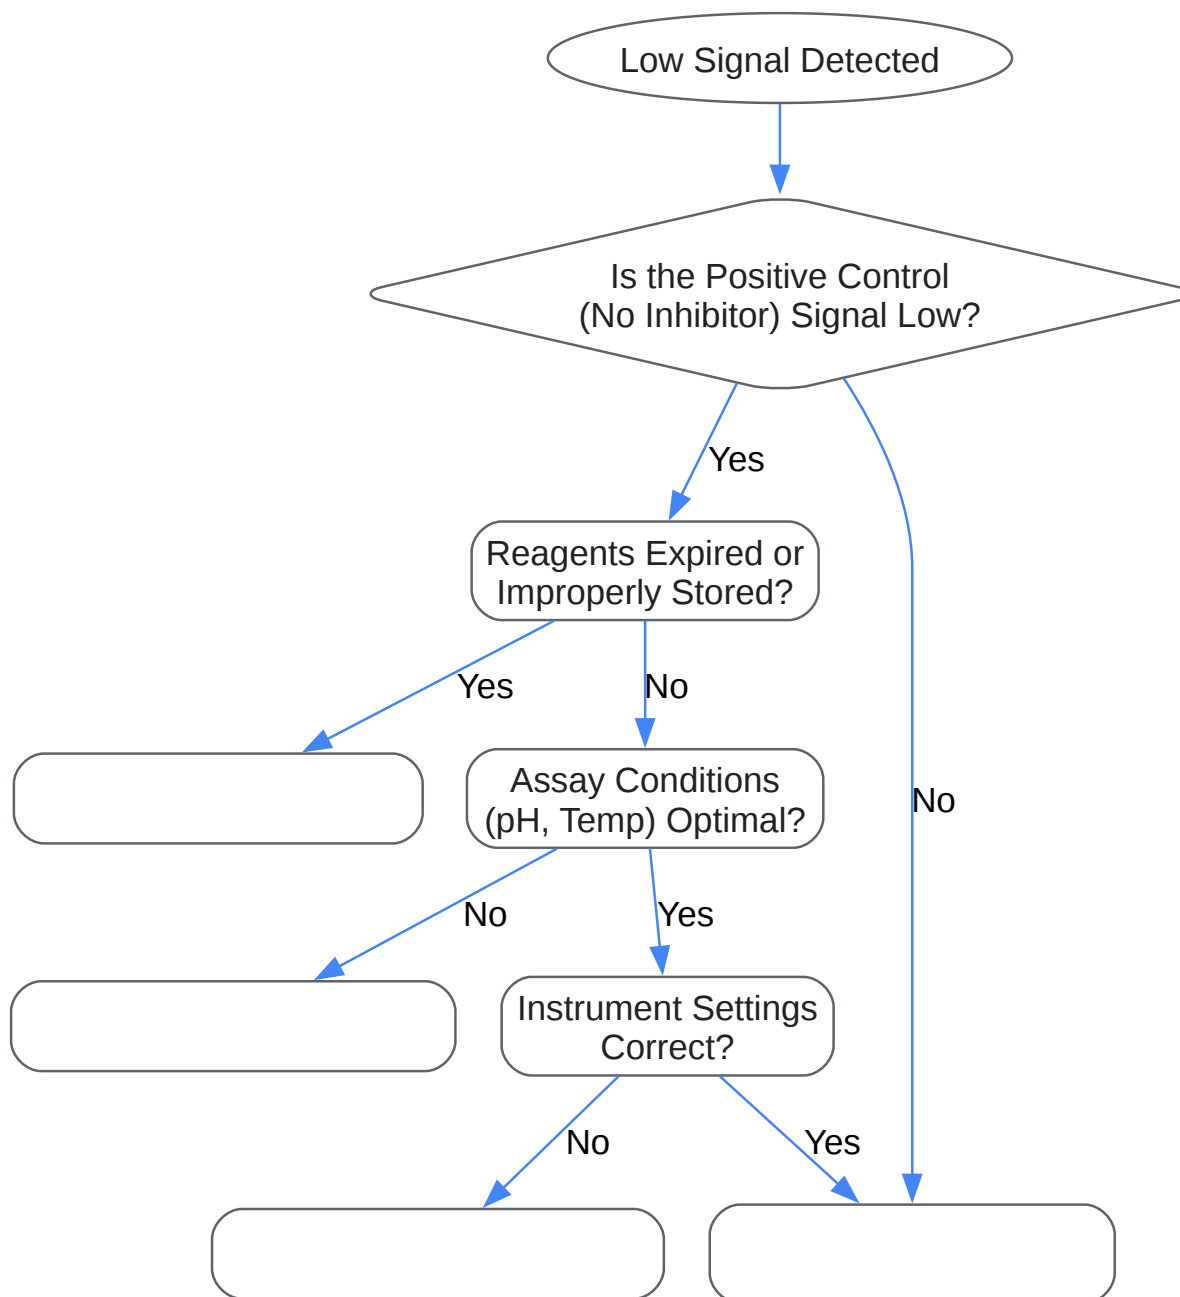 Low Signal Detected
Is the Positive Control
(No Inhibitor) Signal Low?
Yes
Reagents Expired or
Improperly Stored?
Yes
No
Assay Conditions
(pH, Temp) Optimal?
No
No
Yes
Instrument Settings
Correct?
No
Yes